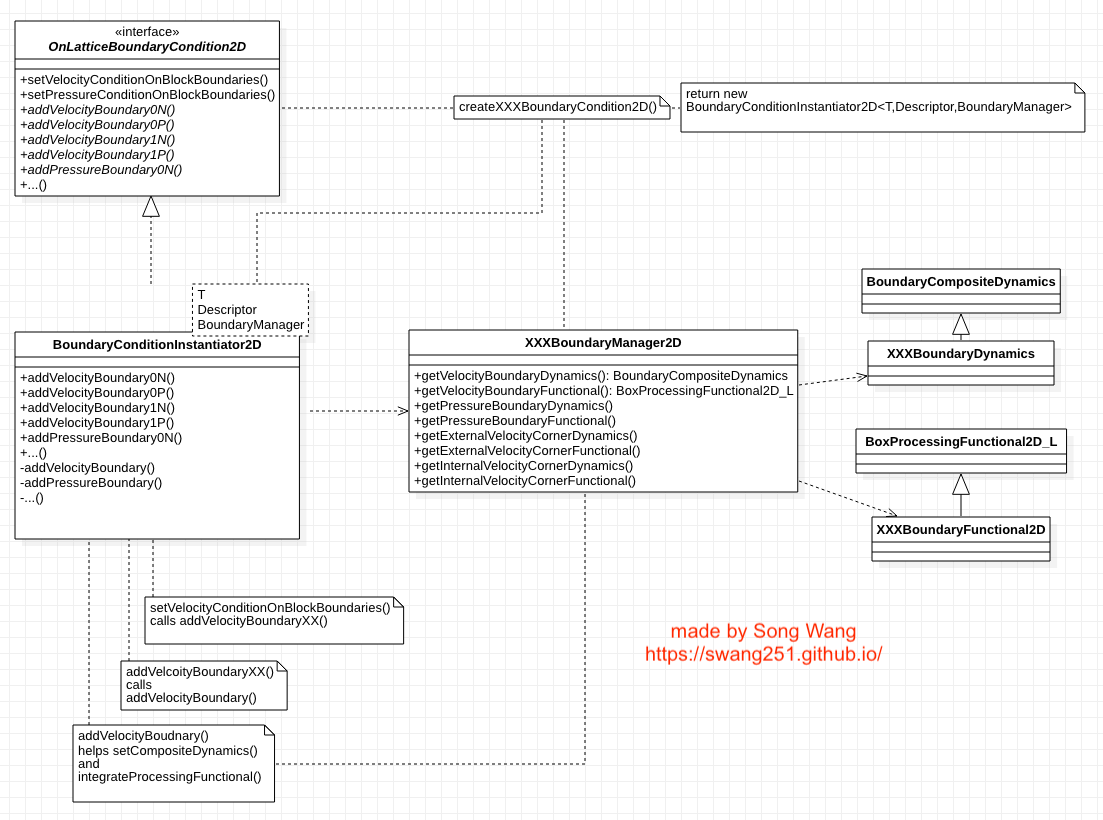 «interface»
OnLatticeBoundaryCondition2D
+setVelocityConditionOnBlockBoundaries()
+setPressureConditionOnBlockBoundaries()
+addVelocityBoundary0N()
+addVelocityBoundary0P()
+addVelocityBoundary1N()
+addVelocityBoundary1P()
+addPressureBoundary0N()
+...()
createXXXBoundaryCondition2D()
return new
BoundaryConditionInstantiator2D<T,Descriptor,BoundaryManager>
T
Descriptor
BoundaryManager
BoundaryConditionInstantiator2D
+addVelocityBoundary0N()
+addVelocityBoundary0P()
+addVelocityBoundary1N()
+addVelocityBoundary1P()
+addPressureBoundary0N()
+...()
-addVelocityBoundary()
-addPressureBoundary()
-...()
XXXBoundaryManager2D
+getVelocityBoundaryDynamics(): BoundaryCompositeDynamics
+getVelocityBoundaryFunctional(): BoxProcessingFunctional2D_L
+getPressureBoundaryDynamics()
+getPressureBoundaryFunctional()
+getExternalVelocityCornerDynamics()
+getExternalVelocityCornerFunctional()
+getInternalVelocityCornerDynamics()
+getInternalVelocityCornerFunctional()
BoundaryCompositeDynamics
XXXBoundaryDynamics
BoxProcessingFunctional2D_L
XXXBoundaryFunctional2D
setVelocityConditionOnBlockBoundaries()
calls addVelocityBoundaryXX()
addVelcoityBoundaryXX()
calls
addVelocityBoundary()
addVelocityBoudnary()
helps setCompositeDynamics()
and
integrateProcessingFunctional()
made by Song Wang
https://swang251.github.io/